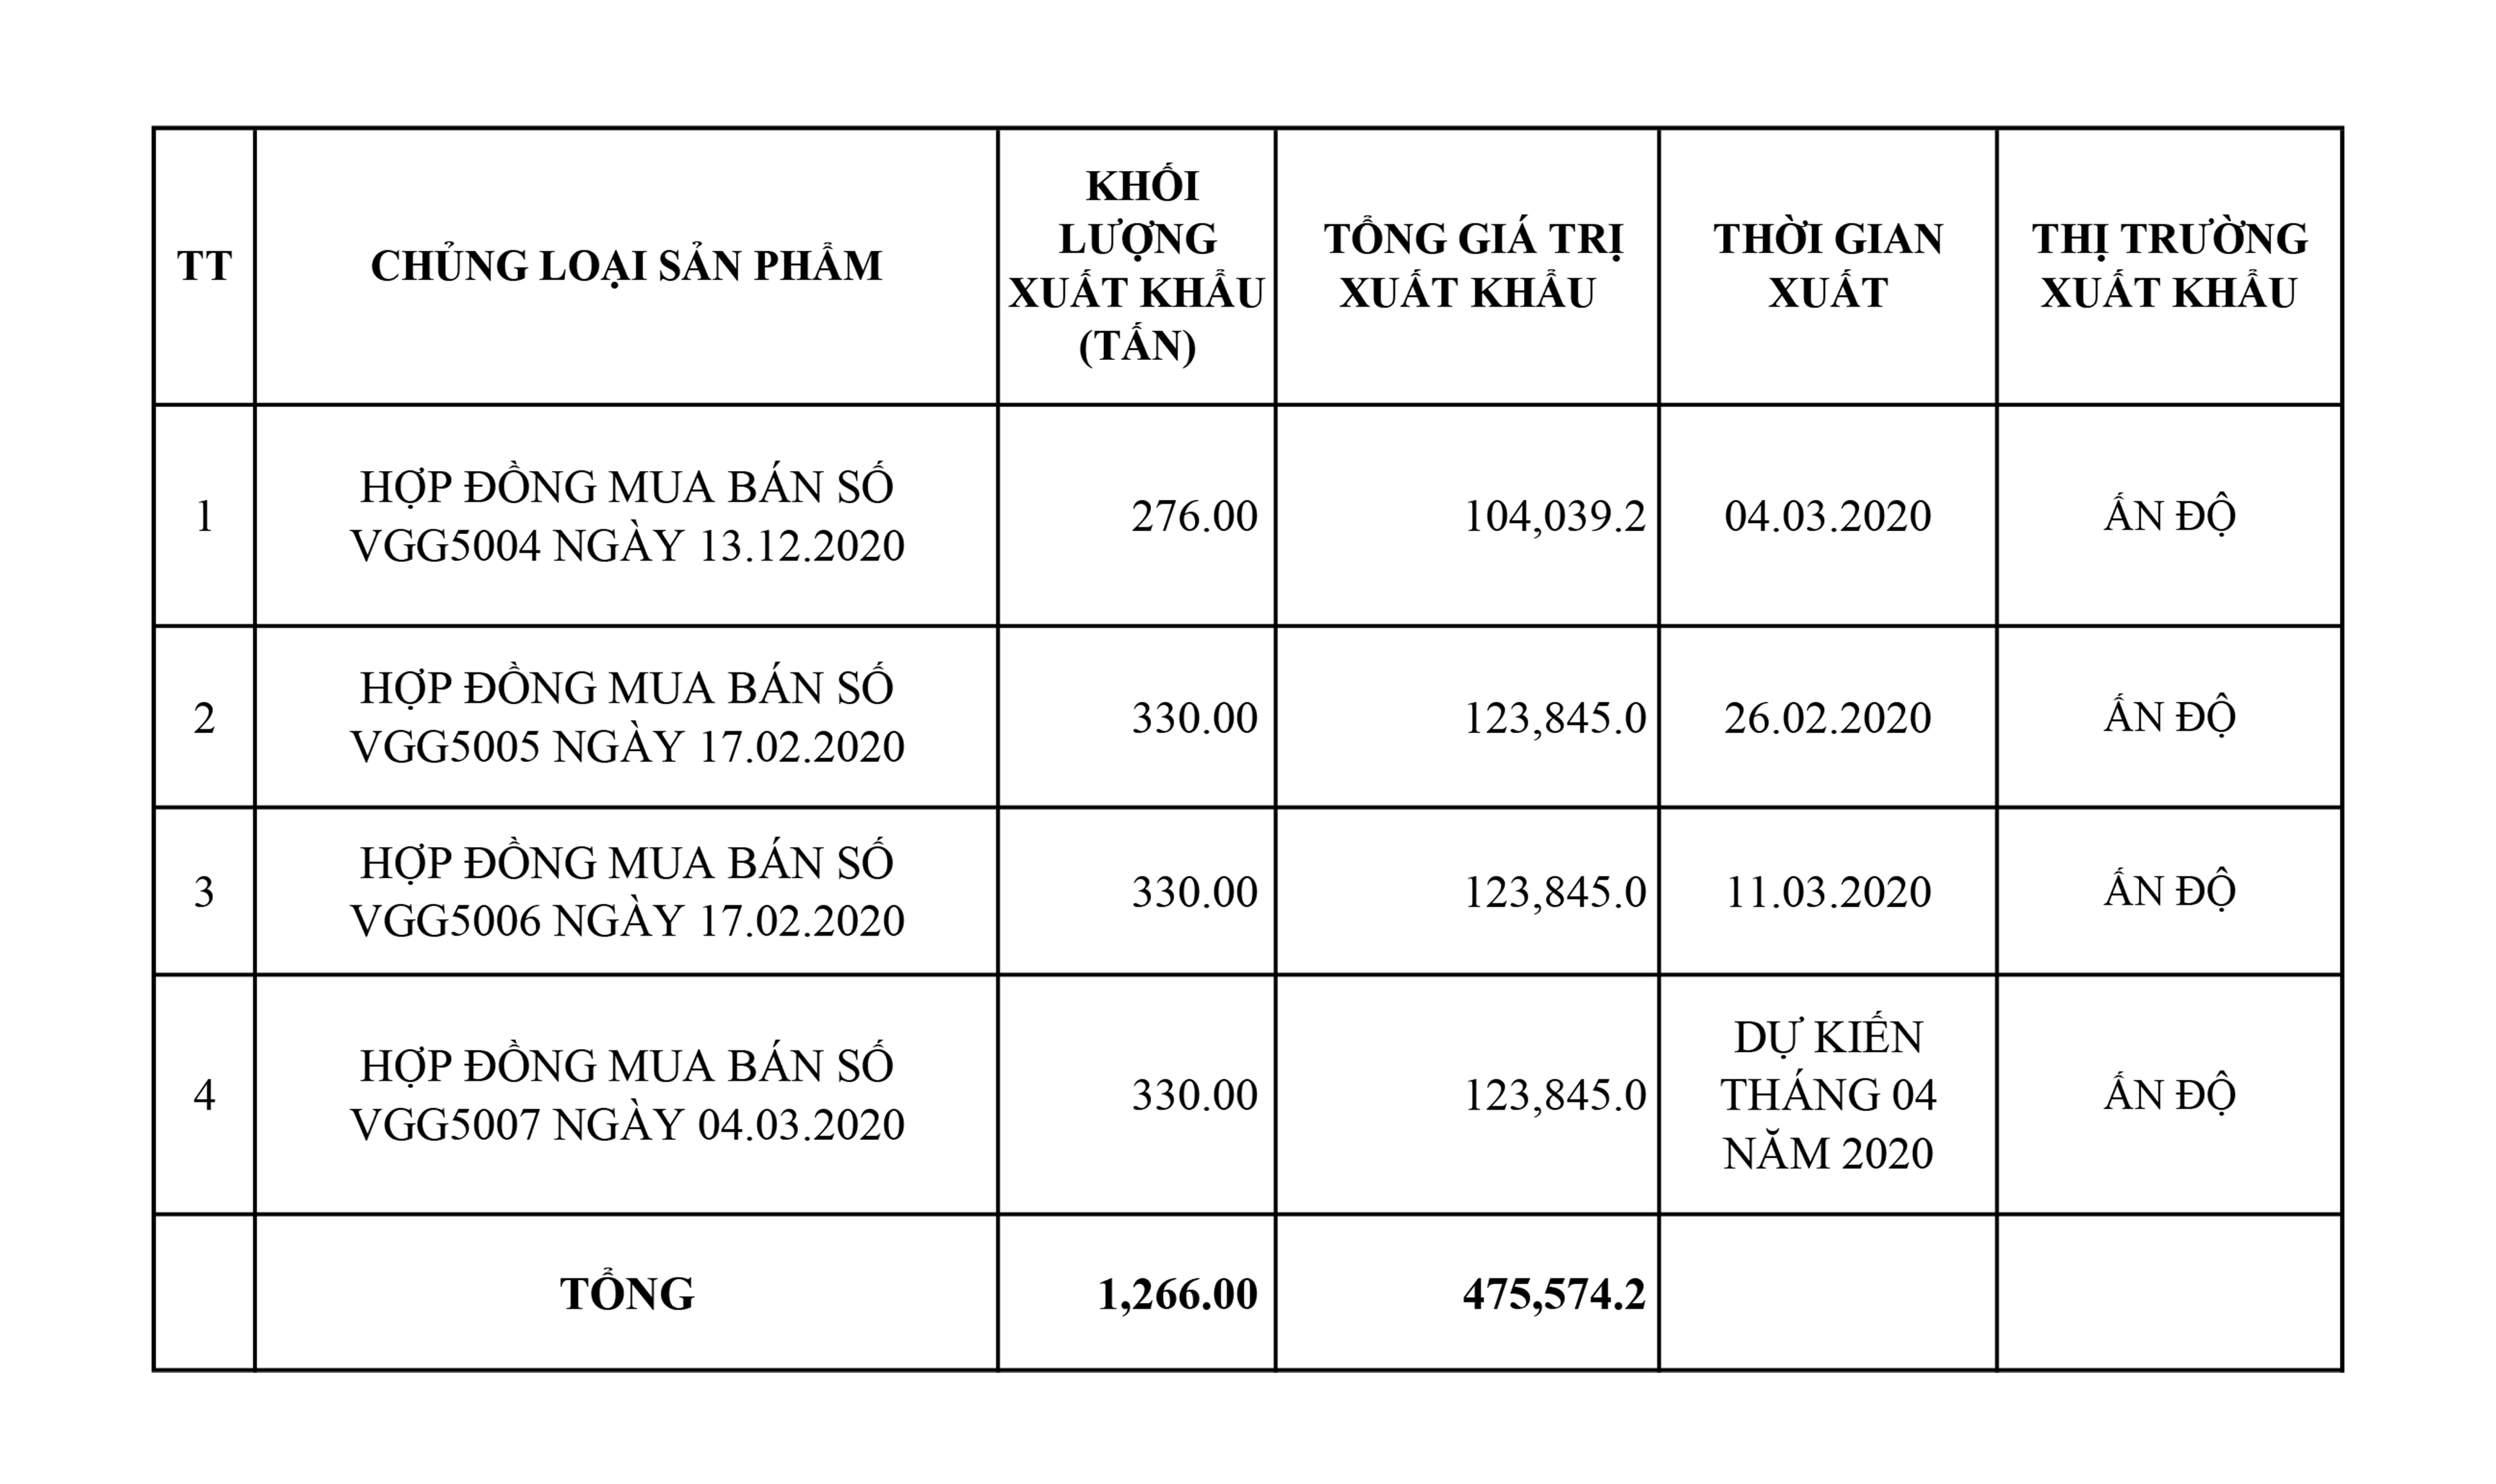 TT
CHỦNG LOẠI SẢN PHẨM
KHỐI
LƯỢNG
XUẤT KHẨU
(TẤN)
TỔNG GIÁ TRỊ
XUẤT KHẨU
THỜI GIAN
XUẤT
THỊ TRƯỜNG
XUẤT KHẨU
1
HỢP ĐỒNG MUA BÁN SỐ
VGG5004 NGÀY 13.12.2020
276.00
104,039.2
04.03.2020
ẤN ĐỘ
2
HỢP ĐỒNG MUA BÁN SỐ
VGG5005 NGÀY 17.02.2020
330.00
123,845.0
26.02.2020
ẤN ĐỘ
3
HỢP ĐỒNG MUA BÁN SỐ
VGG5006 NGÀY 17.02.2020
330.00
123,845.0
11.03.2020
ẤN ĐỘ
4
HỢP ĐỒNG MUA BÁN SỐ
VGG5007 NGÀY 04.03.2020
330.00
123,845.0
DỰ KIẾN
THÁNG 04
NĂM 2020
ẤN ĐỘ
TỔNG
1,266.00
475,574.2